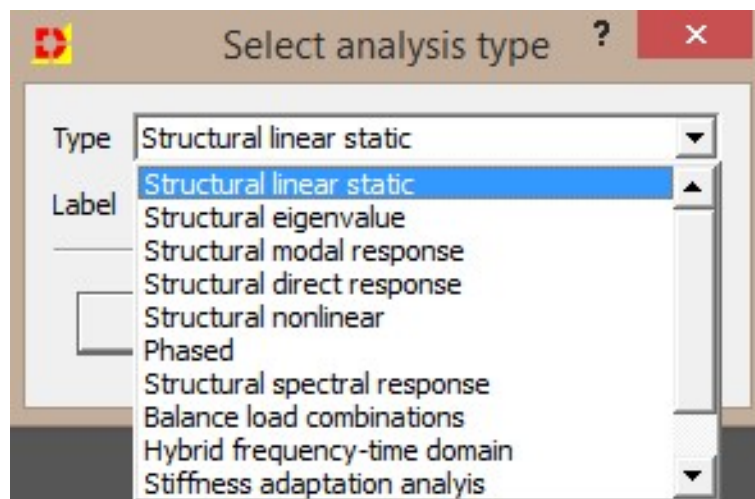 Select analysis type ?
Type Structural linear static
Structural linear static
Label
Structural eigenvalue
Structural modal response
Structural direct response
Structural nonlinear
Phased
Structural spectral response
Balance load combinations
Hybrid frequency-time domain
Stiffness adaptation analyis